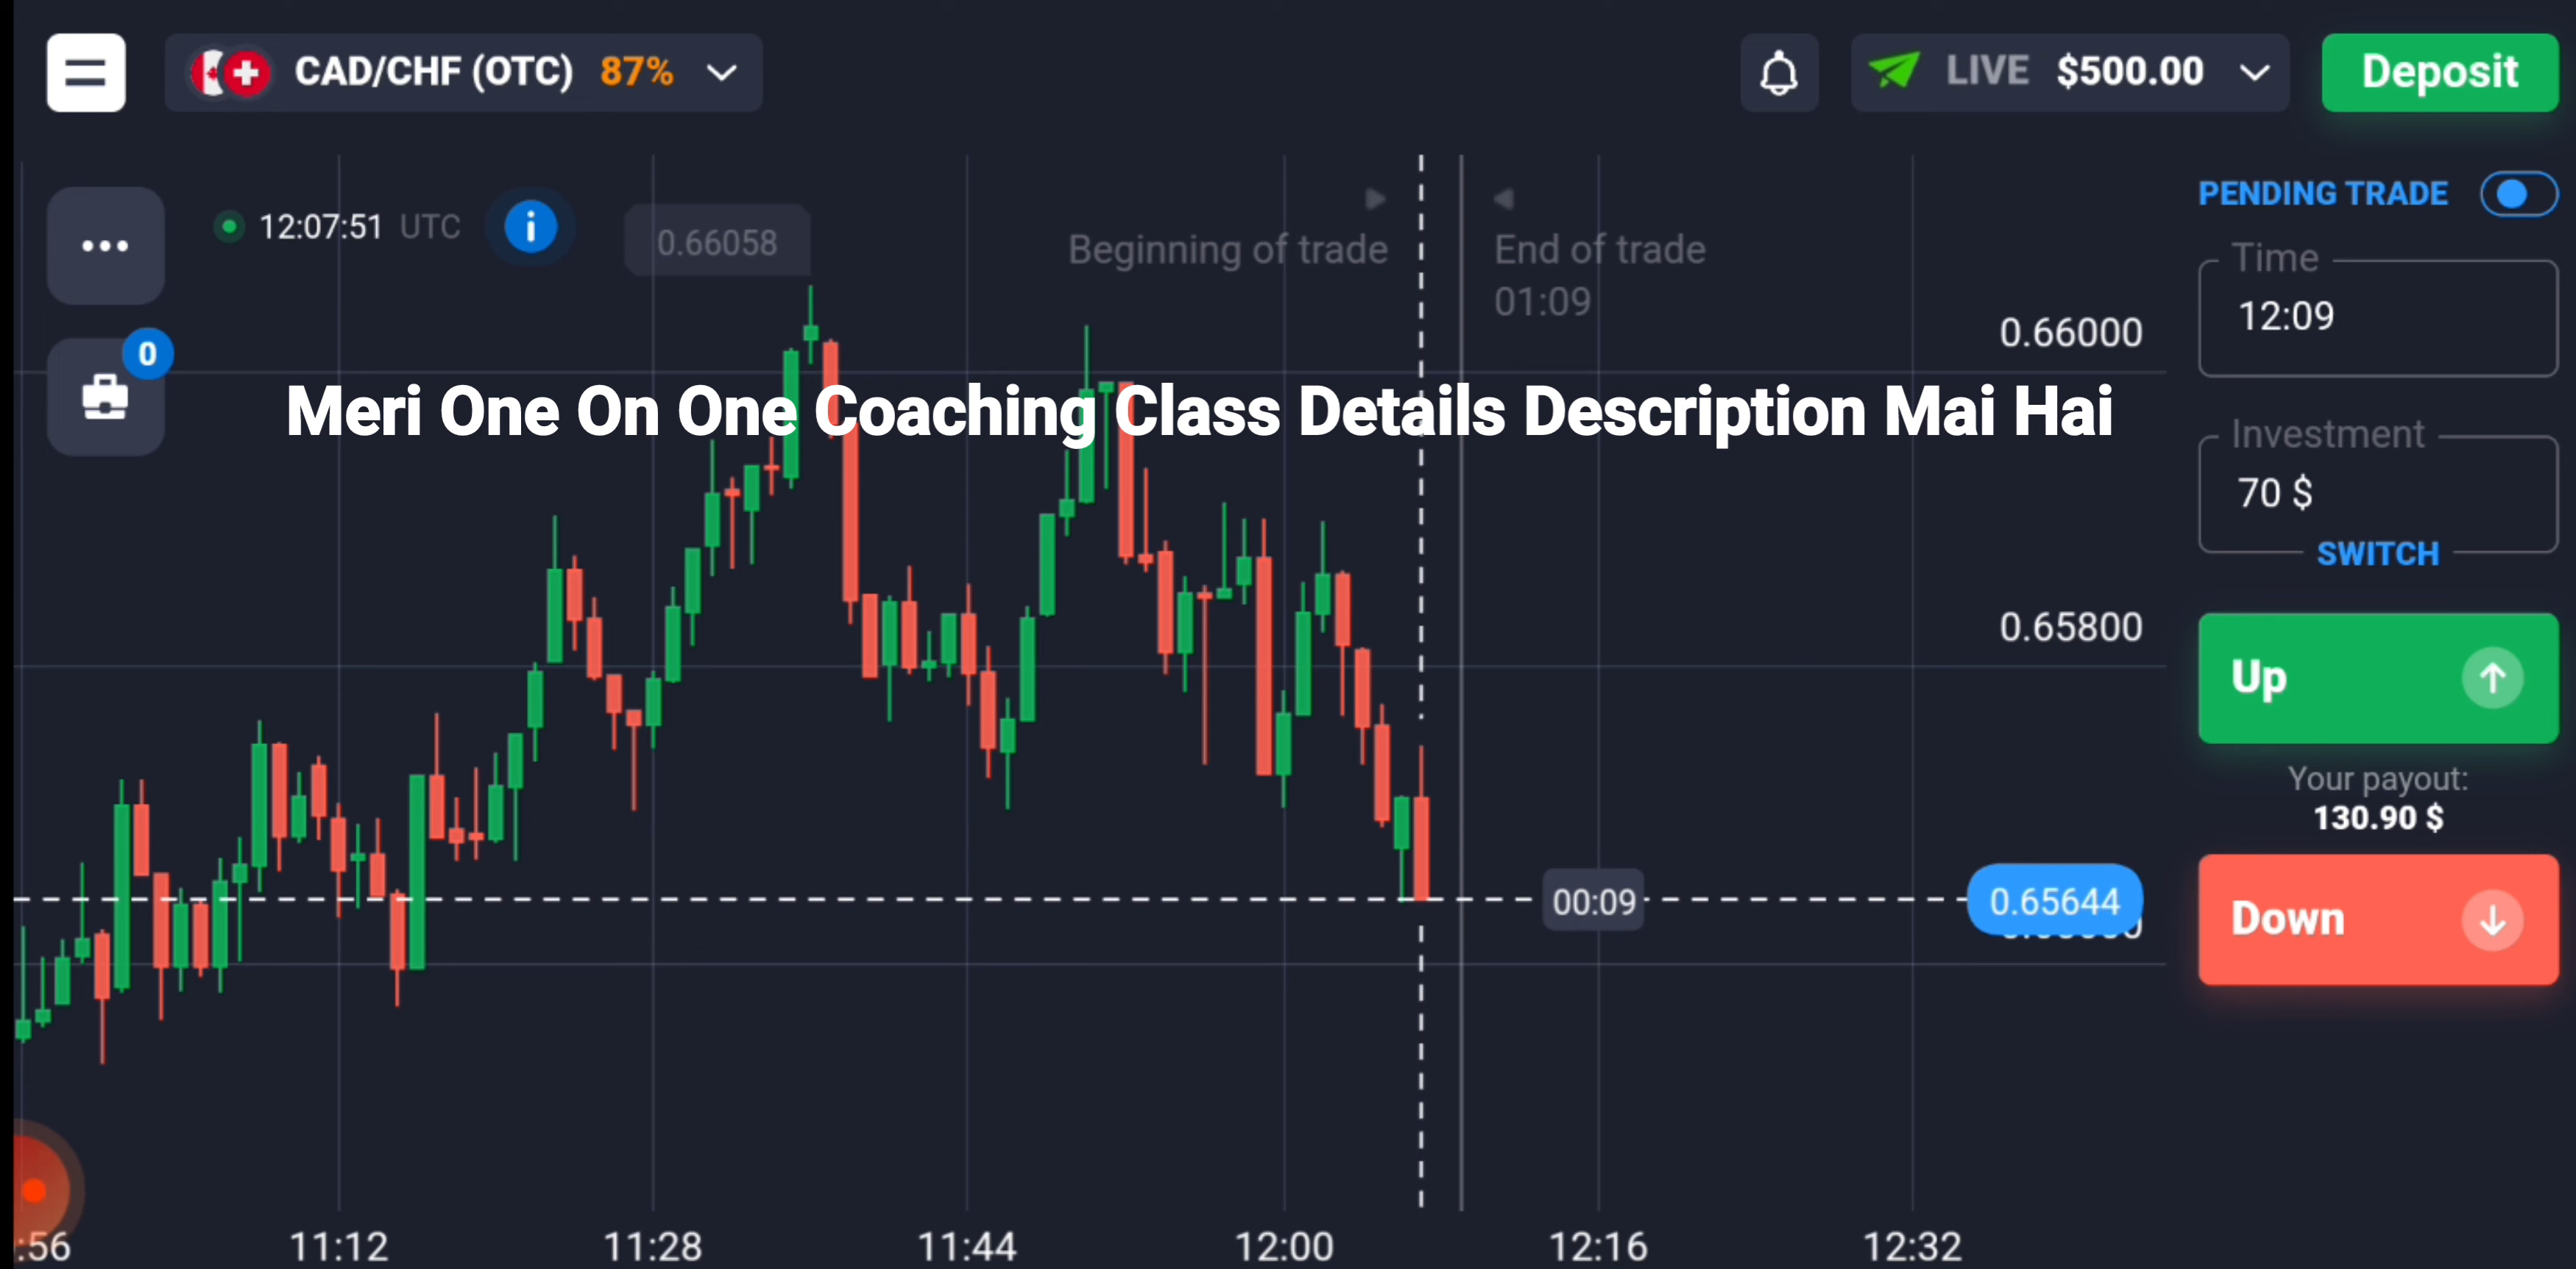 CAD/CHF (OTC) 87%
LIVE $500.00
Deposit
12:07:51 UTC
0.66058
Beginning of trade
End of trade
01:09
PENDING TRADE
Time
12:09
0
0.66000
Meri One On One Coaching Class Details Description Mai Hai
Investment
70 $
SWITCH
0.65800
Up
Your payout:
130.90 $
00:09
0.65644
Down
:56 11:12 11:28 11:44 12:00 12:16 12:32